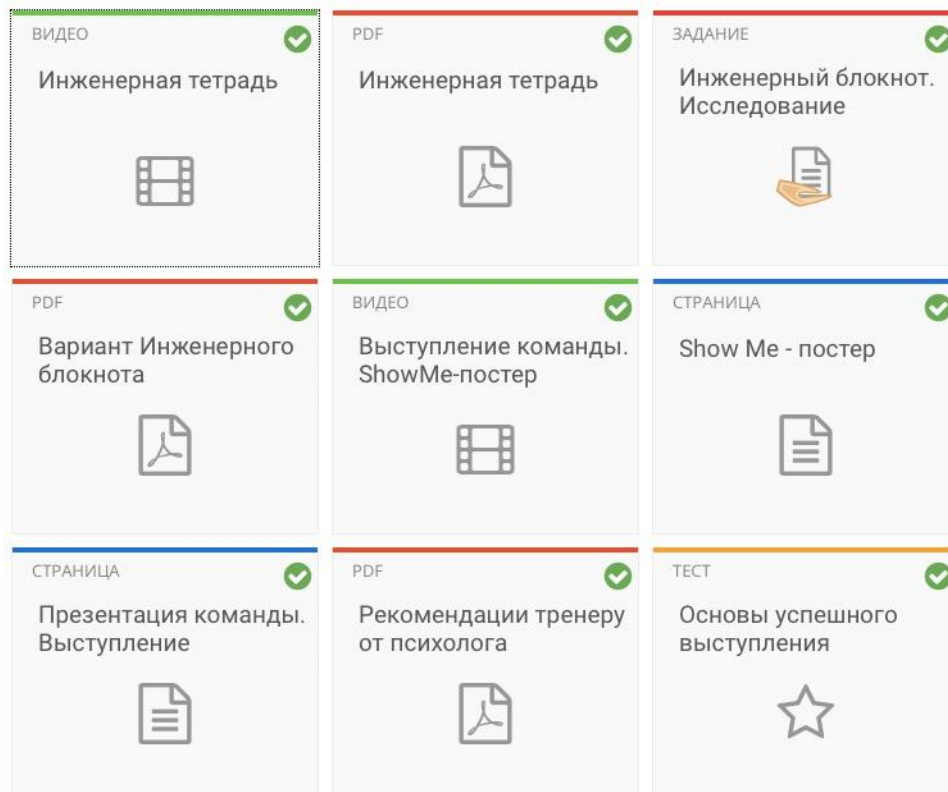 ВИДЕО
Инженерная тетрадь
PDF
Инженерная тетрадь
ЗАДАНИЕ
Инженерный блокнот.
Исследование
PDF
Вариант Инженерного
блокнота
ВИДЕО
Выступление команды.
ShowMe-постер
СТРАНИЦА
Show Me - постер
СТРАНИЦА
Презентация команды.
Выступление
PDF
Рекомендации тренеру
от психолога
ТЕСТ
Основы успешного
выступления